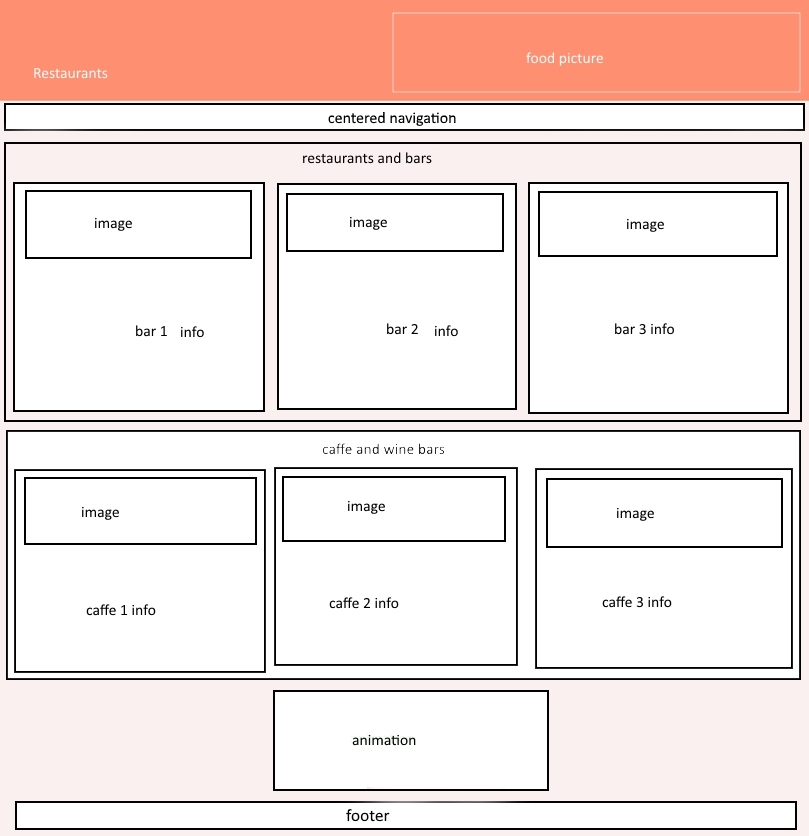 Restaurants
food picture
centered navigation
restaurants and bars
image
image
image
bar 1 info
bar 2 info
bar 3 info
caffe and wine bars
image
image
image
caffe 1 info
caffe 2 info
caffe 3 info
animation
footer